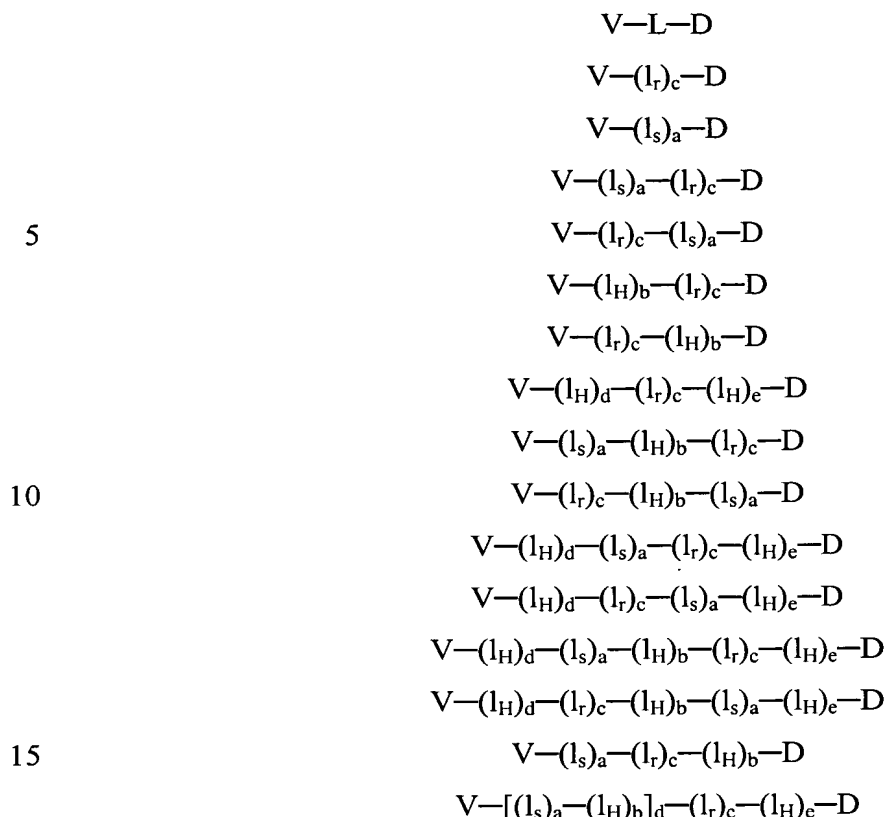 V—L—D
V—(l_r)_c—D
V—(l_s)_a—D
V—(l_s)_a—(l_r)_c—D
5 V—(l_r)_c—(l_s)_a—D
V—(l_H)_b—(l_r)_c—D
V—(l_r)_c—(l_H)_b—D
V—(l_H)_d—(l_r)_c—(l_H)_e—D
V—(l_s)_a—(l_H)_b—(l_r)_c—D
10 V—(l_r)_c—(l_H)_b—(l_s)_a—D
V—(l_H)_d—(l_s)_a—(l_r)_c—(l_H)_e—D
V—(l_H)_d—(l_r)_c—(l_s)_a—(l_H)_e—D
V—(l_H)_d—(l_s)_a—(l_H)_b—(l_r)_c—(l_H)_e—D
V—(l_H)_d—(l_r)_c—(l_H)_b—(l_s)_a—(l_H)_e—D
15 V—(l_s)_a—(l_r)_c—(l_H)_b—D
V—[(l_s)_a—(l_H)_b]_d—(l_r)_c—(l_H)_e—D